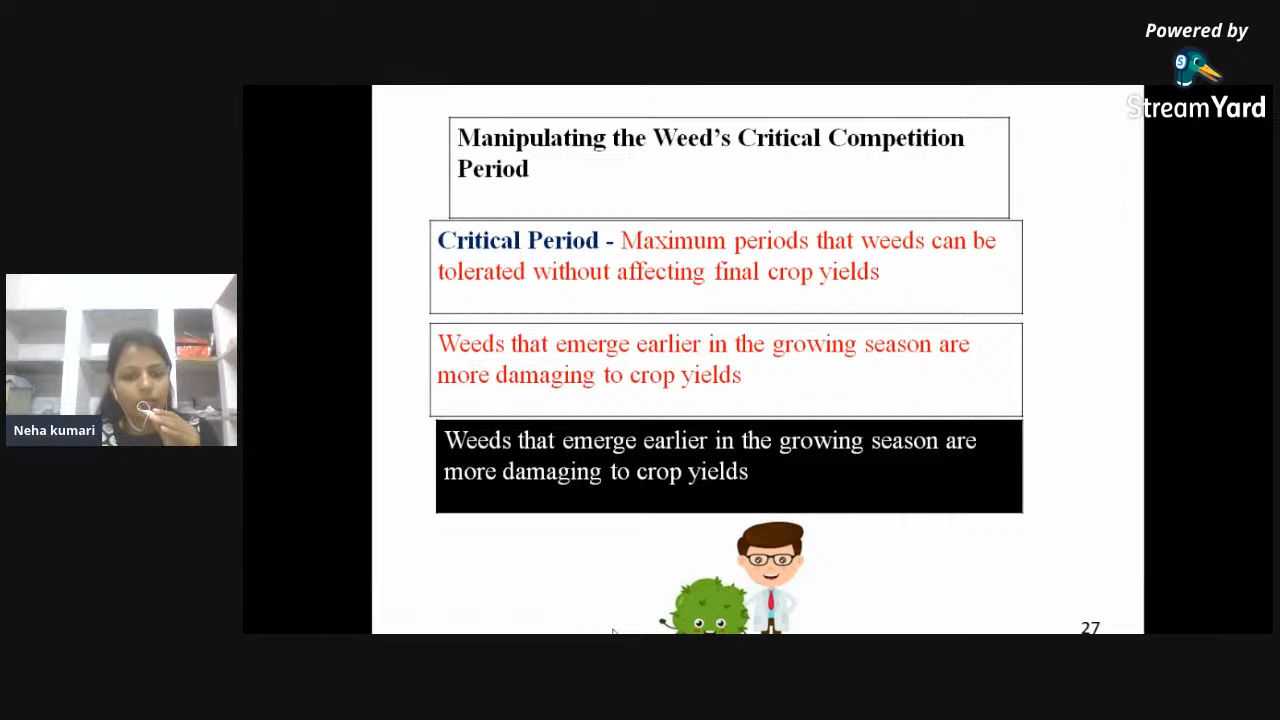 Powered by
StreamYard
Manipulating the Weed's Critical Competition
Period
Critical Period - Maximum periods that weeds can be
tolerated without affecting final crop yields
Weeds that emerge earlier in the growing season are
more damaging to crop yields
Weeds that emerge earlier in the growing season are
more damaging to crop yields
Neha kumari
27